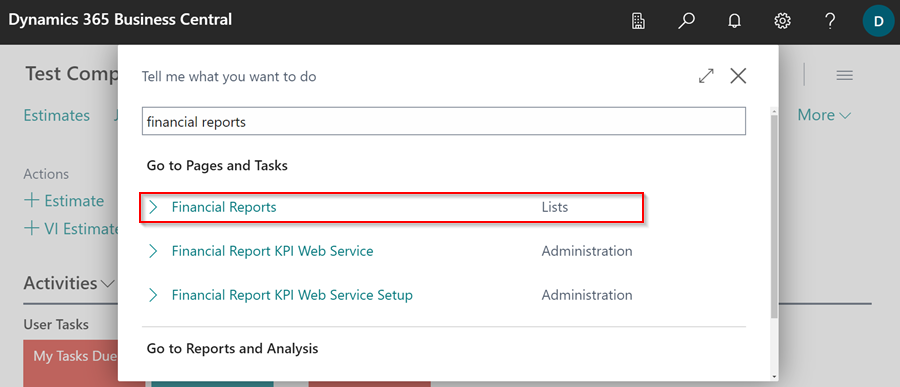 Dynamics 365 Business Central
D
Test Comp
Tell me what you want to do
financial reports
Estimates
More
Go to Pages and Tasks
Actions
Estimate
VI Estimate
Financial Reports Lists
Financial Report KPI Web Service Administration
Financial Report KPI Web Service Setup Administration
Activities
User Tasks
My Tasks Due
Go to Reports and Analysis